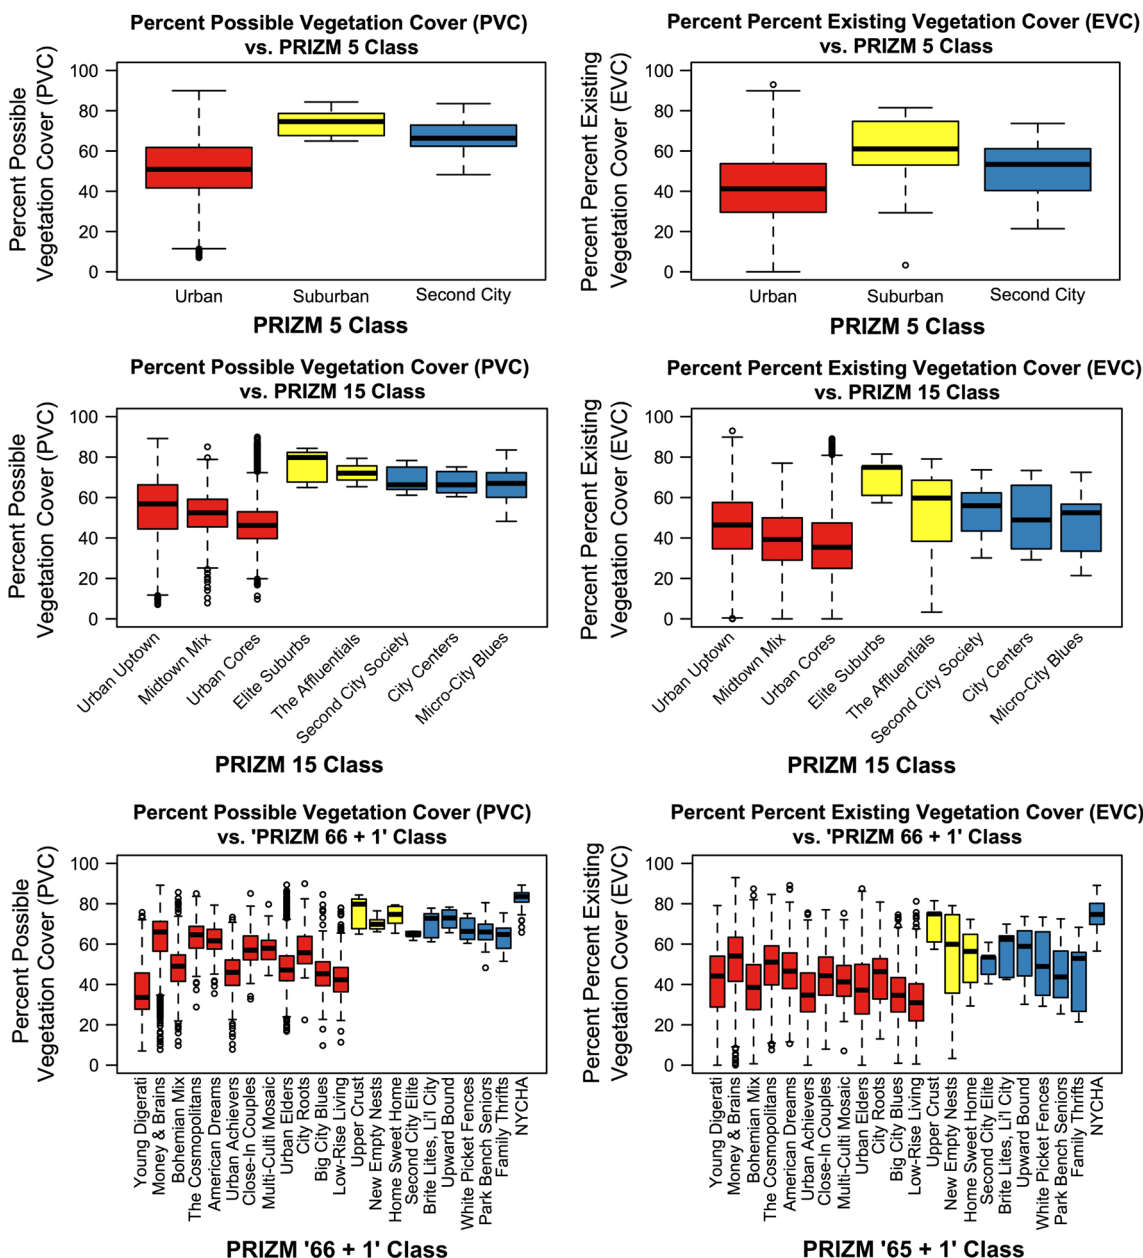 Percent Possible Vegetation Cover (PVC)
vs. PRIZM 5 Class
Percent Possible
Vegetation Cover (PVC)
100
80
60
40
20
0
Urban
Suburban
Second City
PRIZM 5 Class
Percent Percent Existing Vegetation Cover (EVC)
vs. PRIZM 5 Class
Percent Percent Existing
Vegetation Cover (EVC)
100
80
60
40
20
0
Urban
Suburban
Second City
PRIZM 5 Class
Percent Possible Vegetation Cover (PVC)
vs. PRIZM 15 Class
Percent Possible
Vegetation Cover (PVC)
100
80
60
40
20
0
Urban Uptown
Midtown Mix
Urban Cores
Elite Suburbs
The Affluentials
Second City Society
City Centers
Micro-City Blues
PRIZM 15 Class
Percent Percent Existing Vegetation Cover (EVC)
vs. PRIZM 15 Class
Percent Percent Existing
Vegetation Cover (EVC)
100
80
60
40
20
0
Urban Uptown
Midtown Mix
Urban Cores
Elite Suburbs
The Affluentials
Second City Society
City Centers
Micro-City Blues
PRIZM 15 Class
Percent Possible Vegetation Cover (PVC)
vs. 'PRIZM 66 + 1' Class
Percent Possible
Vegetation Cover (PVC)
100
80
60
40
20
0
Young Digerati
Money & Brains
Bohemian Mix
The Cosmopolitans
American Dreams
Urban Achievers
Close-In Couples
Multi-Culti Mosaic
Urban Elders
City Roots
Big City Blues
Low-Rise Living
Upper Crust
New Empty Nests
Home Sweet Home
Second City Elite
Brite Lites, Li'l City
Upward Bound
White Picket Fences
Park Bench Seniors
Family Thrifts
NYCHA
PRIZM '66 + 1' Class
Percent Percent Existing Vegetation Cover (EVC)
vs. 'PRIZM 66 + 1' Class
Percent Percent Existing
Vegetation Cover (EVC)
100
80
60
40
20
0
Young Digerati
Money & Brains
Bohemian Mix
The Cosmopolitans
American Dreams
Urban Achievers
Close-In Couples
Multi-Culti Mosaic
Urban Elders
City Roots
Big City Blues
Low-Rise Living
Upper Crust
New Empty Nests
Home Sweet Home
Second City Elite
Brite Lites, Li'l City
Upward Bound
White Picket Fences
Park Bench Seniors
Family Thrifts
NYCHA
PRIZM '65 + 1' Class